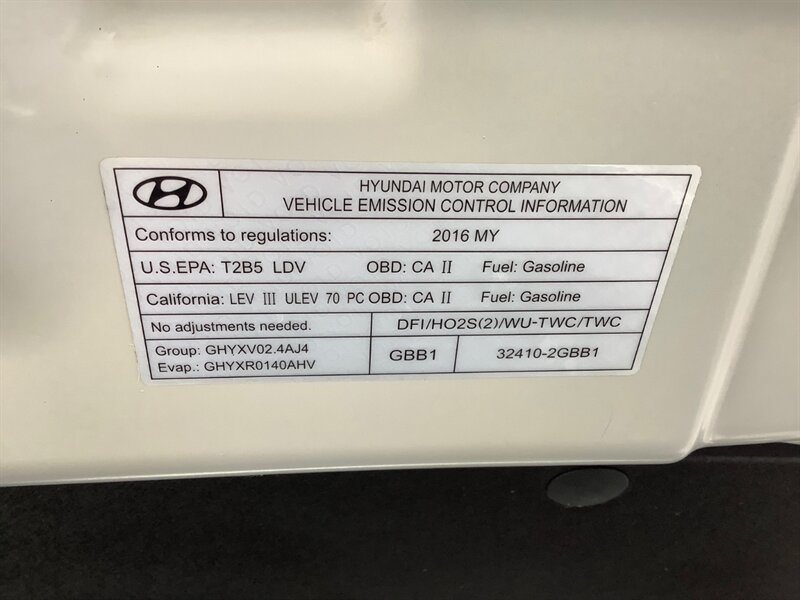 HYUNDAI MOTOR COMPANY
VEHICLE EMISSION CONTROL INFORMATION
Conforms to regulations: 2016 MY
U.S.EPA: T2B5 LDV OBD: CA II Fuel: Gasoline
California: LEV III ULEV 70 PC OBD: CA II Fuel: Gasoline
No adjustments needed. DFI/HO2S(2)/WU-TWC/TWC
Group: GHYXV02.4AJ4
Evap.: GHYXR0140AHV
GBB1 32410-2GBB1